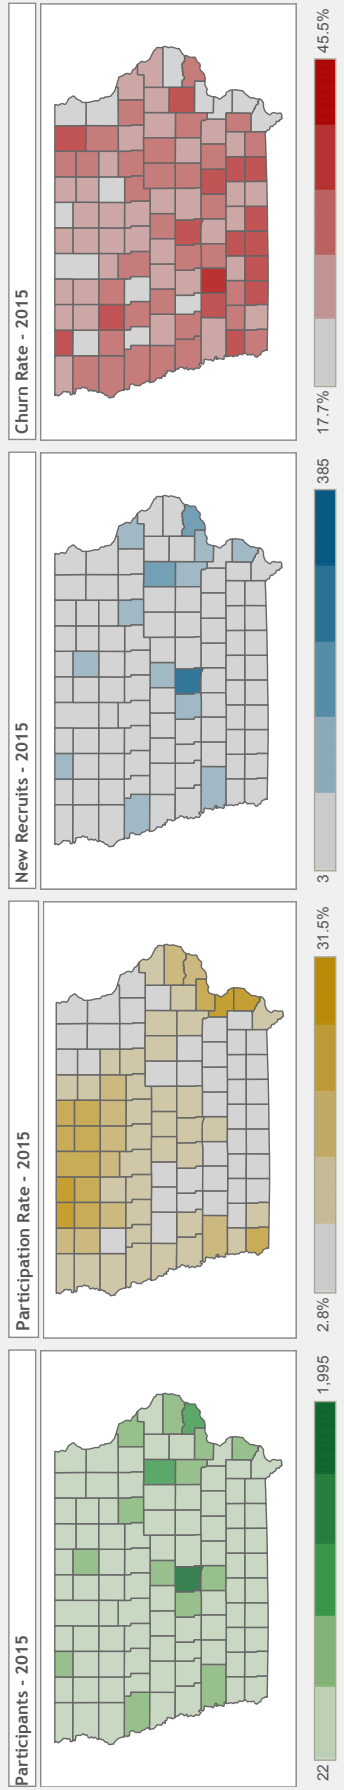 Participants - 2015
22
1,995
Participation Rate - 2015
2.8%
31.5%
New Recruits - 2015
3
385
Churn Rate - 2015
17.7%
45.5%